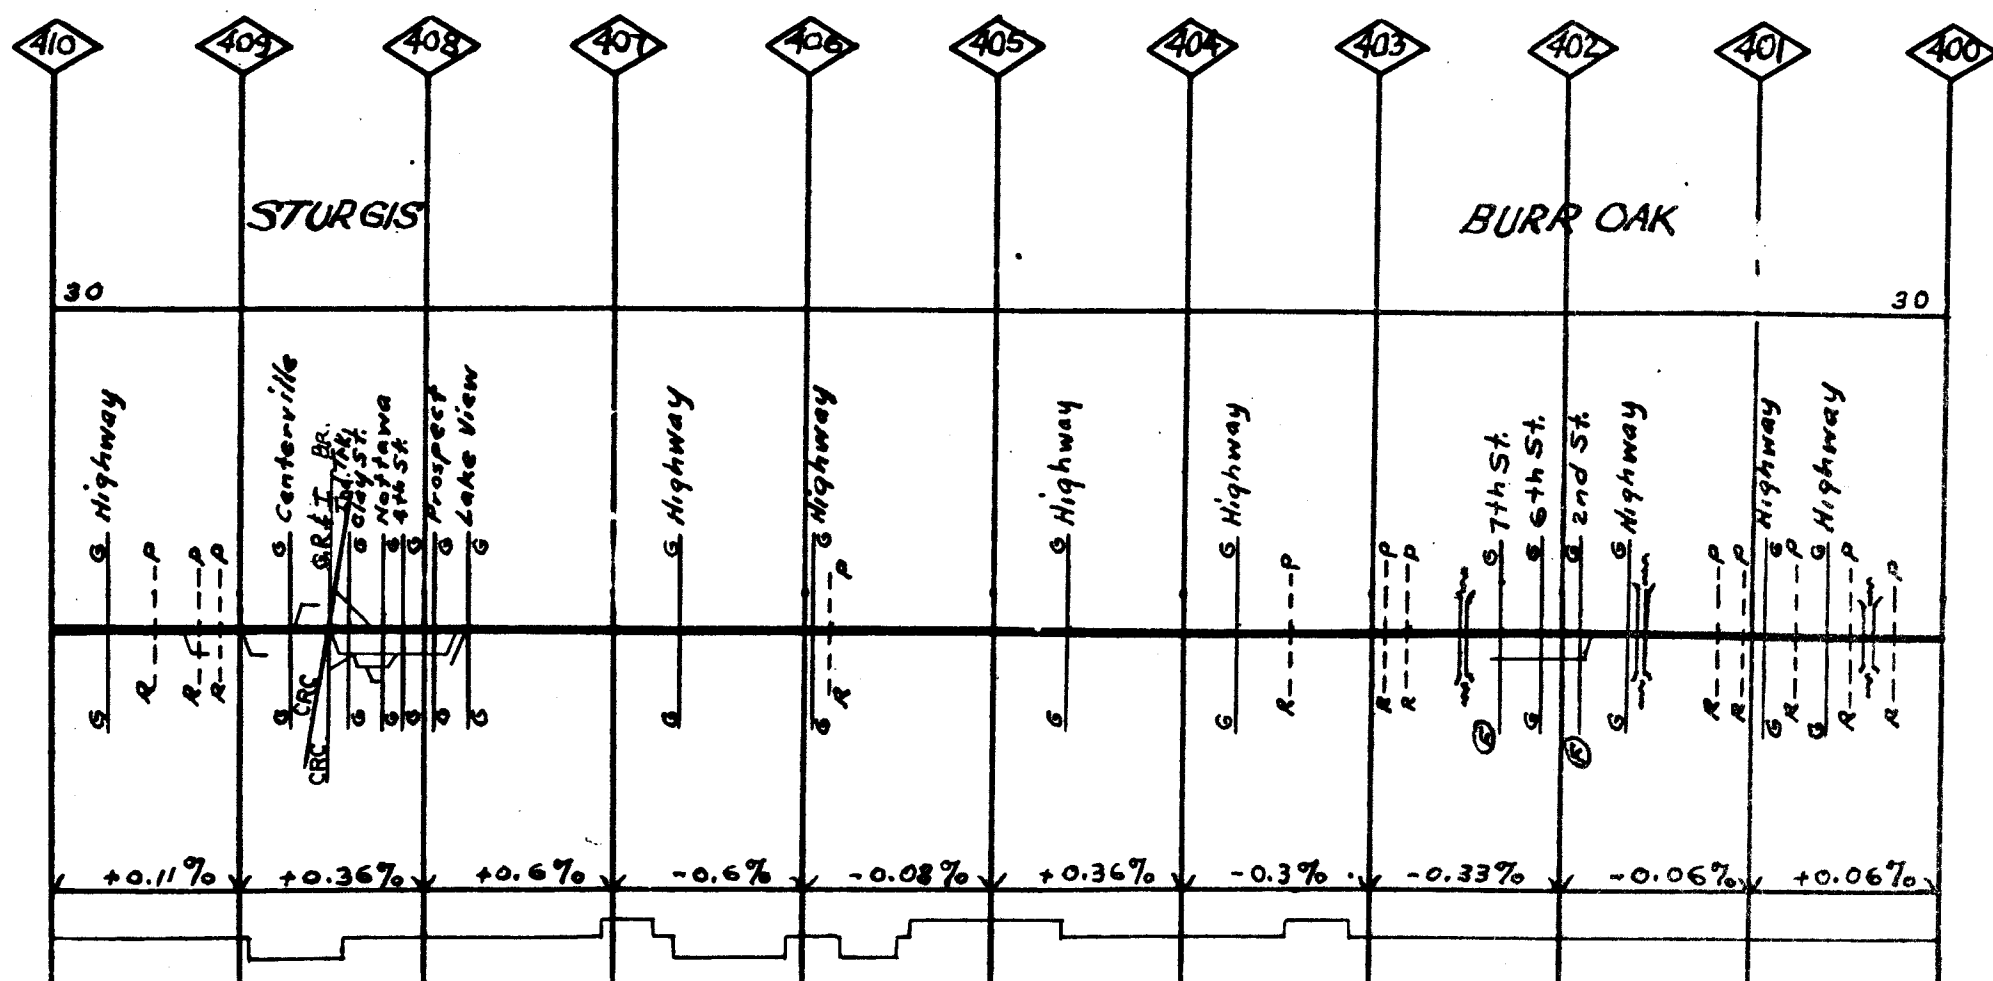 410 409 408 407 406 405 404 403 402 401 400
STURGIS BURR OAK
30 30
Highway
Centerville
G.R.& I. BR.
Clay St.
Nottawa
4th St.
Prospect
Lake View
Highway
Highway
Highway
Highway
7th St.
6th St.
2nd St.
Highway
Highway
Highway
G G G G G G G G G G G G G G G G G G
P P P P P P P P P P P P
R R R R R R R R R R R R
G G G G G G G G G G G G G G G G
CRC
CRC
+0.11% +0.36% +0.6% -0.6% -0.08% +0.36% -0.3% -0.33% -0.06% +0.06%